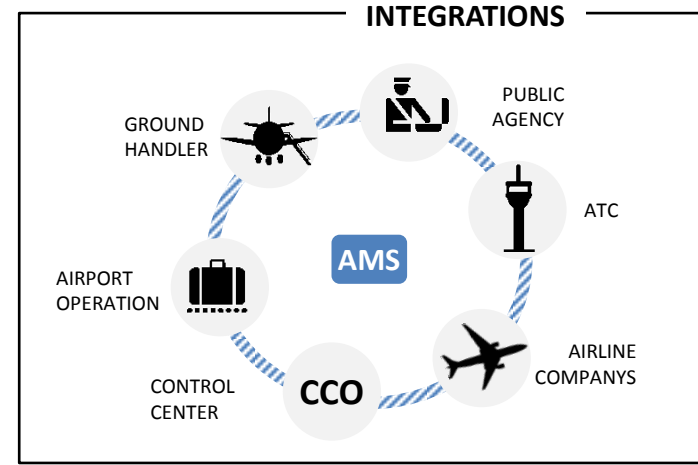 INTEGRATIONS
PUBLIC
AGENCY
GROUND
HANDLER
ATC
AMS
AIRPORT
OPERATION
AIRLINE
COMPANYS
CONTROL
CENTER
CCO